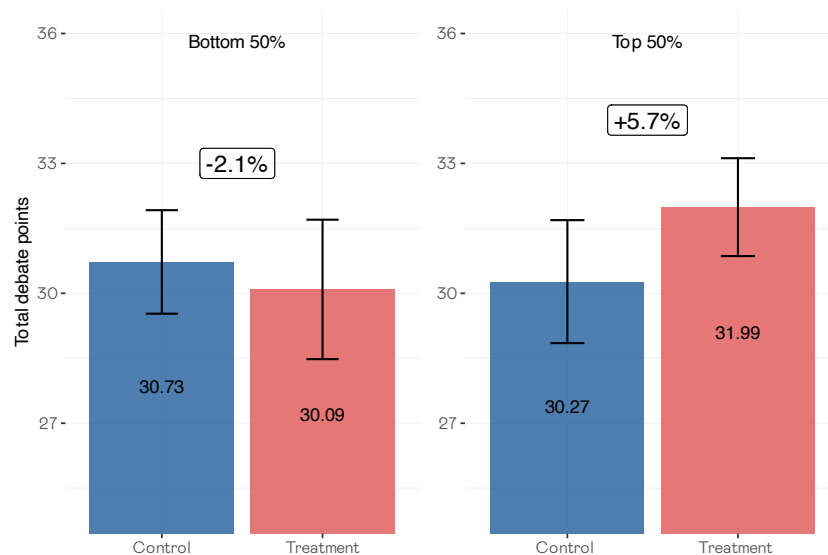 Total debate points
36
33
30
27
Bottom 50%
-2.1%
30.73
30.09
Control
Treatment
36
33
30
27
Top 50%
+5.7%
30.27
31.99
Control
Treatment